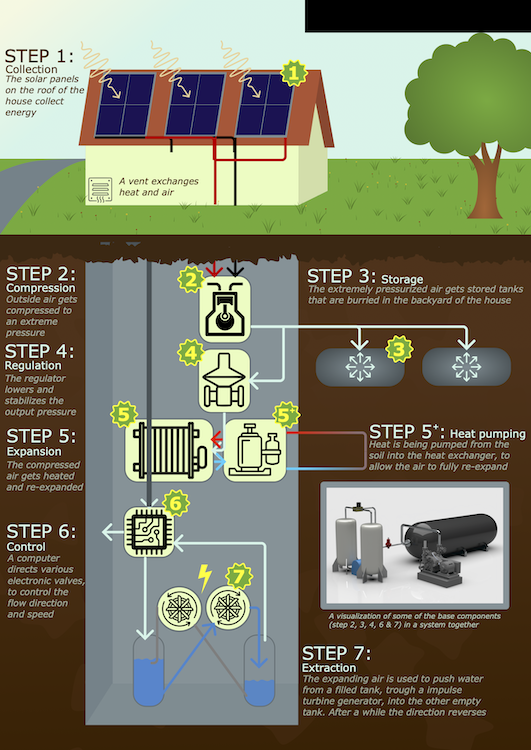 STEP 1:
Collection
The solar panels
on the roof of the
house collect
energy
1
A vent exchanges
heat and air
STEP 2:
Compression
Outside air gets
compressed to
an extreme
pressure
2
STEP 3: Storage
The extremely pressurized air gets stored tanks
that are burried in the backyard of the house
3
STEP 4:
Regulation
The regulator
lowers and
stabilizes the
output pressure
4
STEP 5:
Expansion
The compressed
air gets heated
and re-expanded
5
5+
STEP 5+: Heat pumping
Heat is being pumped from the
soil into the heat exchanger, to
allow the air to fully re-expand
STEP 6:
Control
A computer
directs various
electronic valves,
to control the
flow direction
and speed
6
7
A visualization of some of the base components
(step 2, 3, 4, 6 & 7) in a system together
STEP 7:
Extraction
The expanding air is used to push water
from a filled tank, trough a impulse
turbine generator, into the other empty
tank. After a while the direction reverses